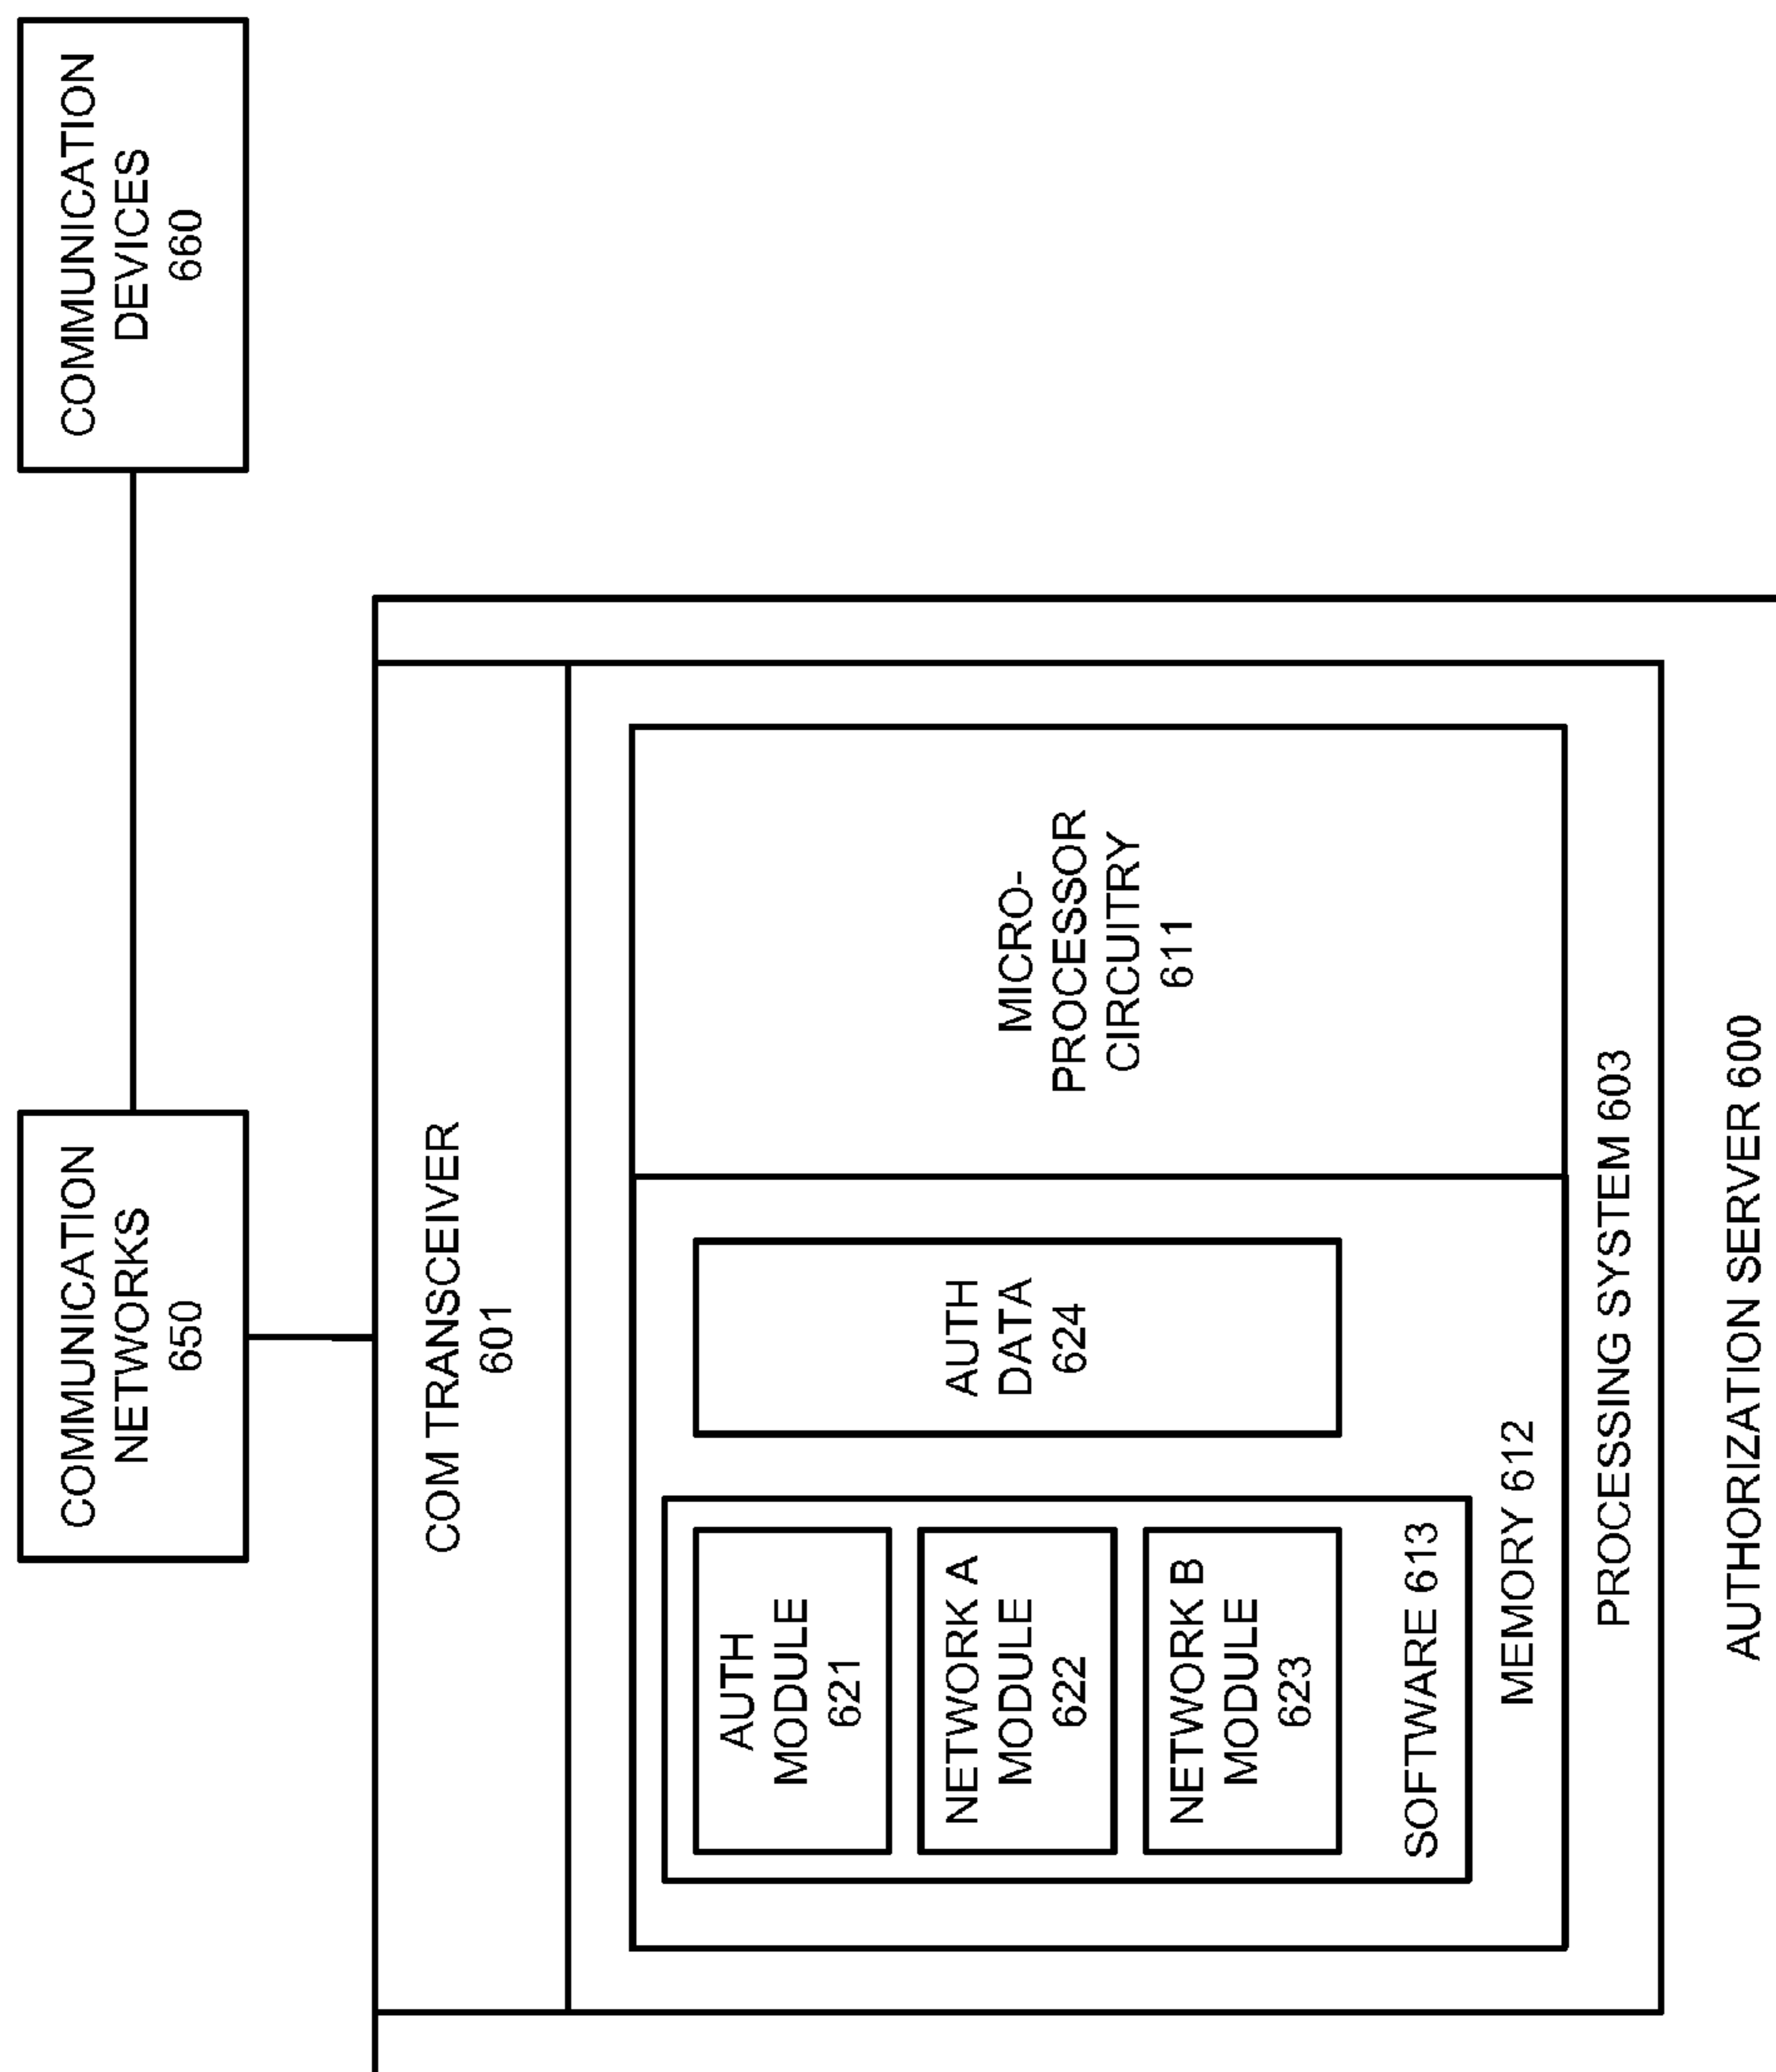 COMMUNICATION
NETWORKS
650
COMMUNICATION
DEVICES
660
COM TRANSCEIVER
601
AUTH
MODULE
621
NETWORK A
MODULE
622
NETWORK B
MODULE
623
SOFTWARE 613
AUTH
DATA
624
MEMORY 612
MICRO-
PROCESSOR
CIRCUITRY
611
PROCESSING SYSTEM 603
AUTHORIZATION SERVER 600